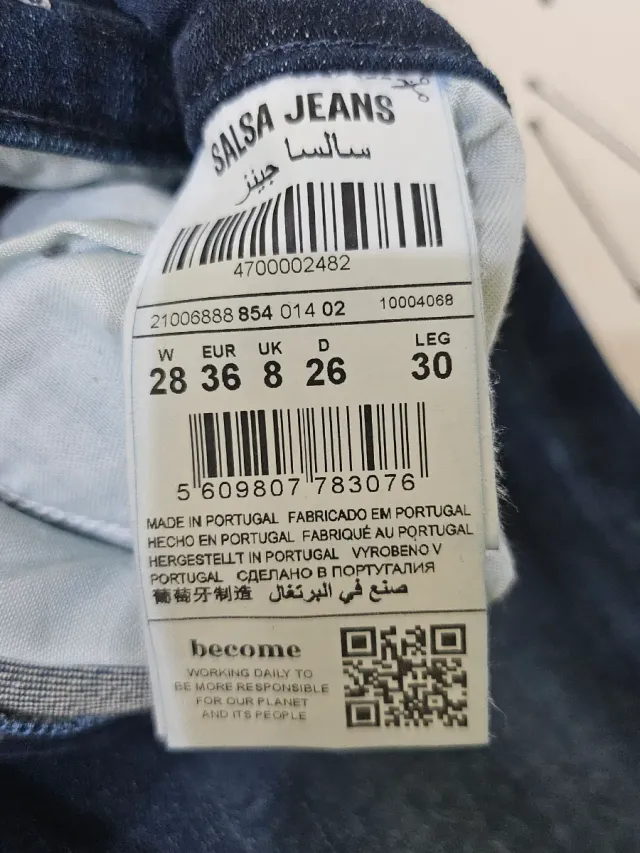 SALSA JEANS
سالسا جينز
4700002482
21006888 854 014 02 10004068
W EUR UK D LEG
28 36 8 26 30
5 609807 783076
MADE IN PORTUGAL FABRICADO EM PORTUGAL
HECHO EN PORTUGAL FABRIQUÉ AU PORTUGAL
HERGESTELLT IN PORTUGAL VYROBENO V
PORTUGAL СДЕЛАНО В ПОРТУГАЛИЯ
葡萄牙制造 صنع في البرتغال
become
WORKING DAILY TO
BE MORE RESPONSIBLE
FOR OUR PLANET
AND ITS PEOPLE